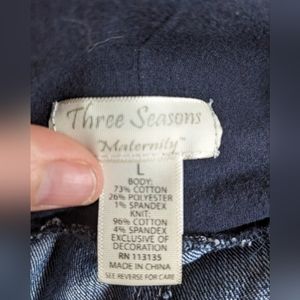 Three Seasons
Maternity™
L
BODY:
73% COTTON
26% POLYESTER
1% SPANDEX
KNIT:
96% COTTON
4% SPANDEX
EXCLUSIVE OF
DECORATION
RN 113135
MADE IN CHINA
SEE REVERSE FOR CARE